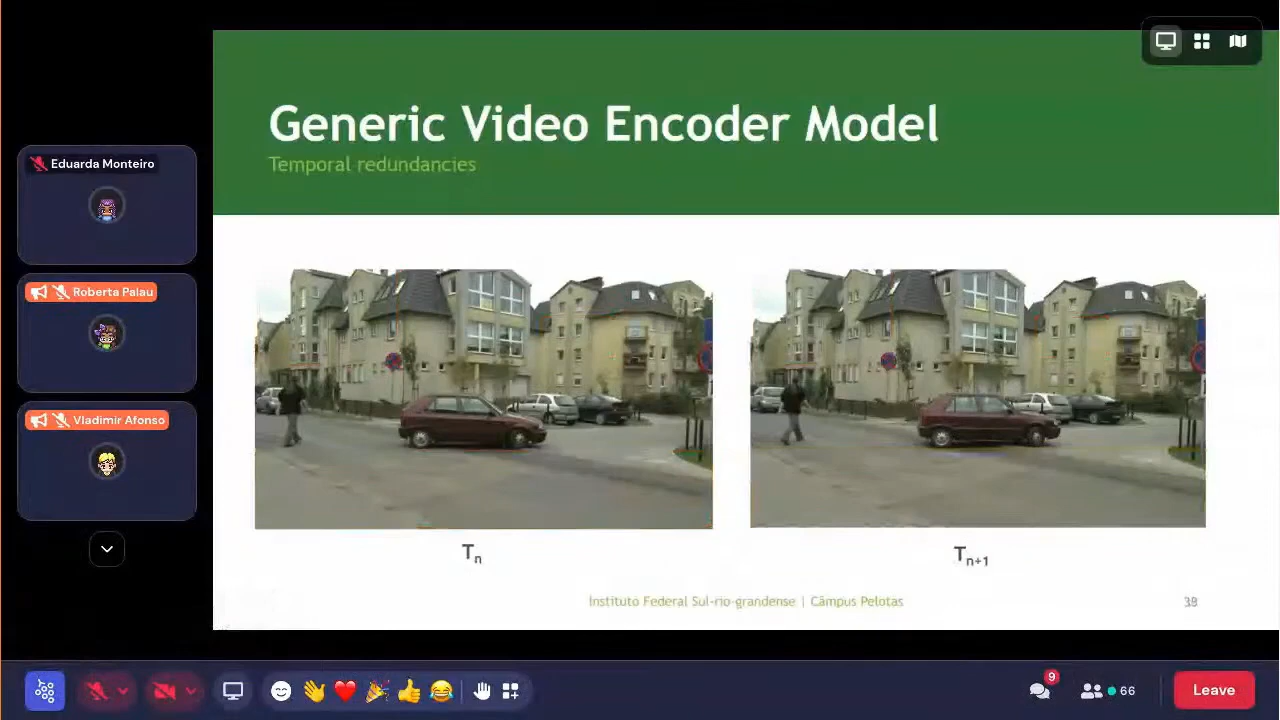 Generic Video Encoder Model
Temporal redundancies
Eduarda Monteiro
Roberta Palau
Vladimir Afonso
Tn
Tn+1
Instituto Federal Sul-rio-grandense | Câmpus Pelotas
38
9
66
Leave